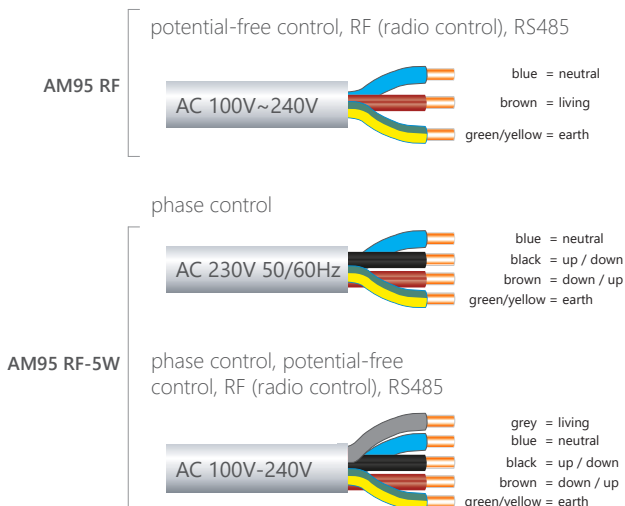 potential-free control, RF (radio control), RS485
AM95 RF
AC 100V~240V
blue = neutral
brown = living
green/yellow = earth
phase control
AC 230V 50/60Hz
blue = neutral
black = up / down
brown = down / up
green/yellow = earth
AM95 RF-5W
phase control, potential-free
control, RF (radio control), RS485
AC 100V-240V
grey = living
blue = neutral
black = up / down
brown = down / up
green/yellow = earth